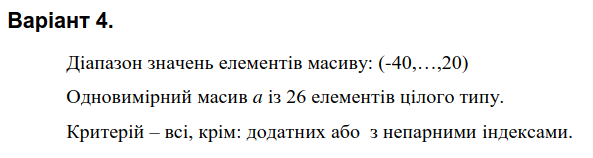 Варіант 4.
Діапазон значень елементів масиву: (-40,…,20)
Одновимірний масив a із 26 елементів цілого типу.
Критерій – всі, крім: додатних або з непарними індексами.